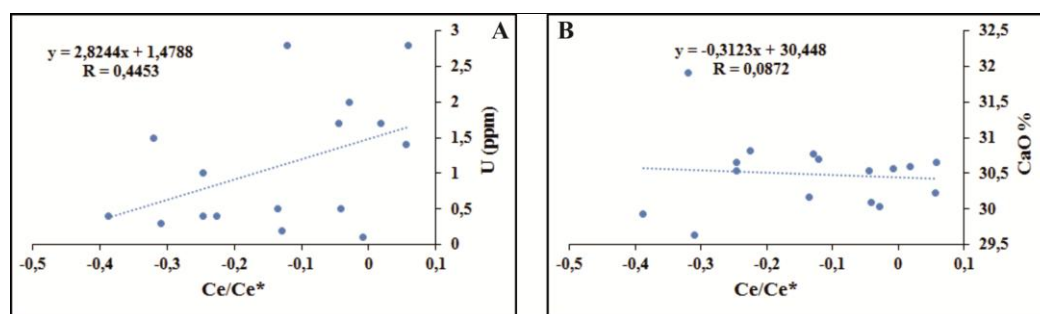 A
y = 2,8244x + 1,4788
R = 0,4453
3
2,5
2
1,5
1
0,5
0
U (ppm)
-0,5
-0,4
-0,3
-0,2
-0,1
0
0,1
Ce/Ce*
B
y = -0,3123x + 30,448
R = 0,0872
32,5
32
31,5
31
30,5
30
29,5
CaO %
-0,5
-0,4
-0,3
-0,2
-0,1
0
0,1
Ce/Ce*